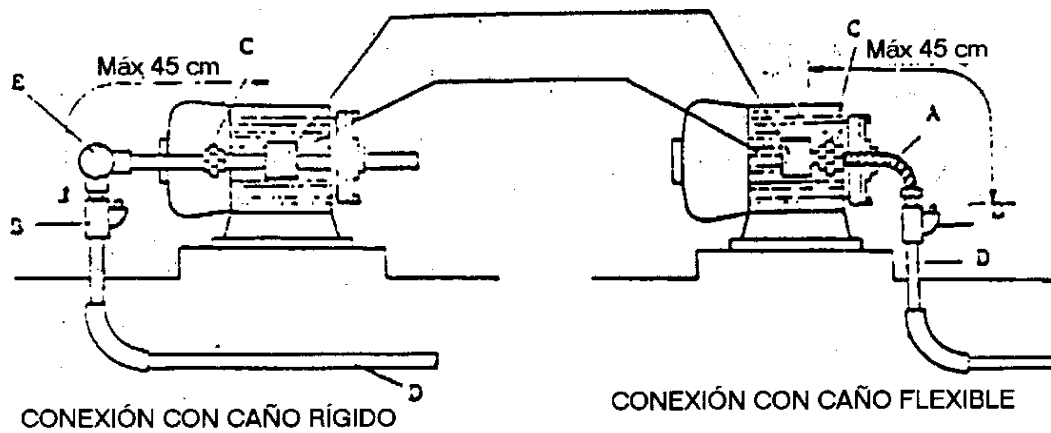 C
Máx 45 cm
E
B
D
CONEXIÓN CON CAÑO RÍGIDO
C
Máx 45 cm
A
D
CONEXIÓN CON CAÑO FLEXIBLE